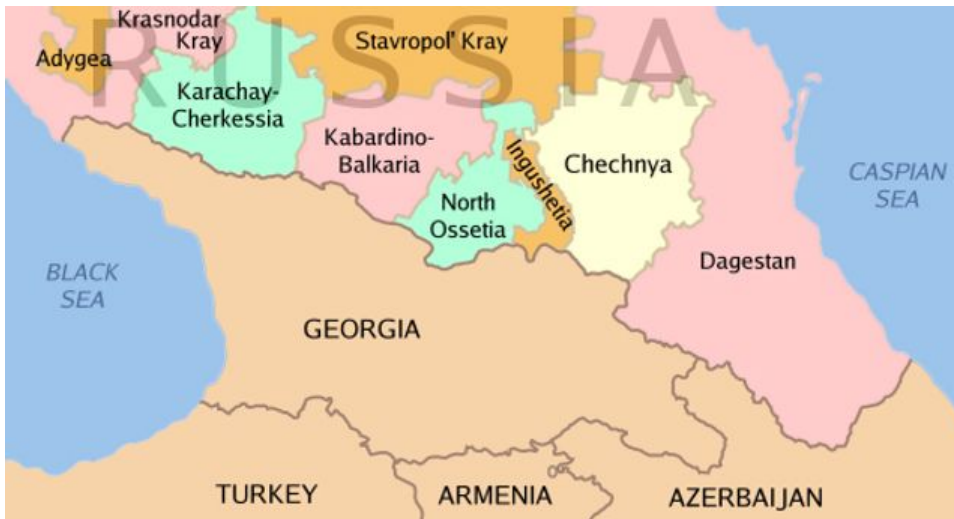 Krasnodar
Kray
Adygea
RUSSIA
Stavropol' Kray
Karachay-
Cherkessia
Kabardino-
Balkaria
Ingushetia
Chechnya
CASPIAN
SEA
North
Ossetia
Dagestan
BLACK
SEA
GEORGIA
TURKEY
ARMENIA
AZERBAIJAN